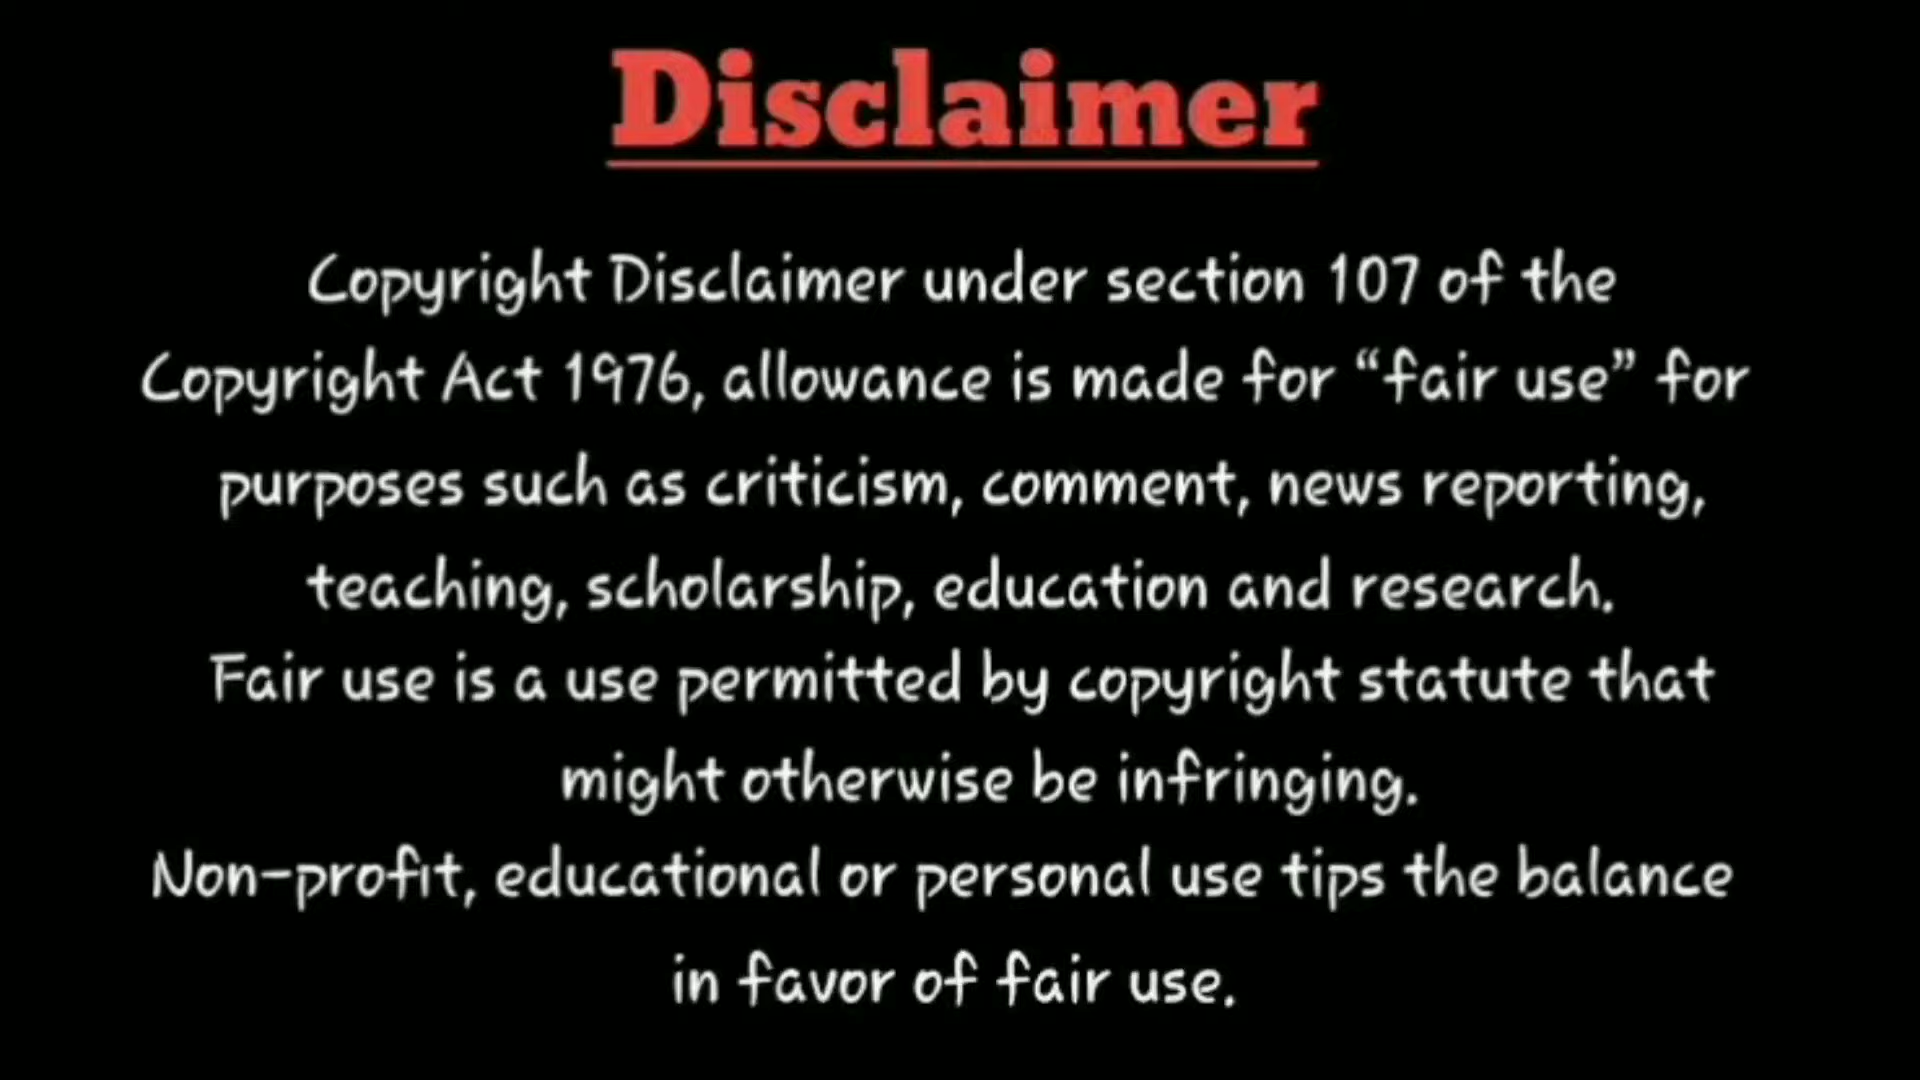 Disclaimer
Copyright Disclaimer under section 107 of the
Copyright Act 1976, allowance is made for “fair use” for
purposes such as criticism, comment, news reporting,
teaching, scholarship, education and research.
Fair use is a use permitted by copyright statute that
might otherwise be infringing.
Non-profit, educational or personal use tips the balance
in favor of fair use.